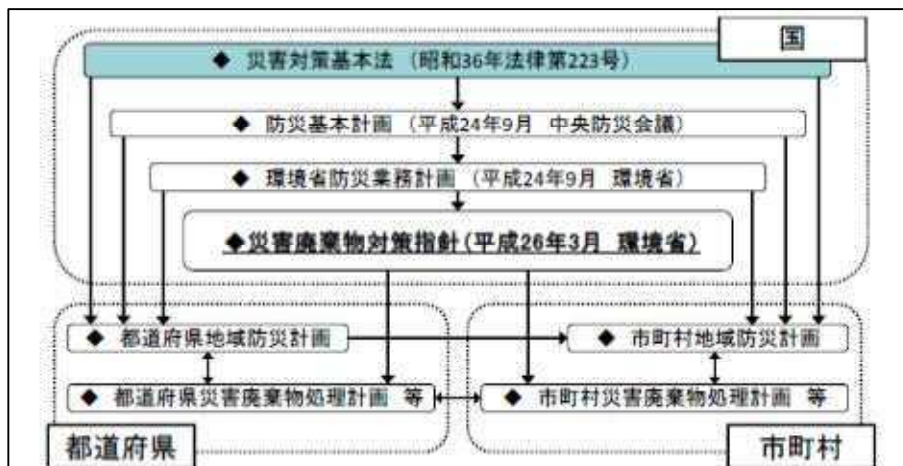 国
◆ 災害対策基本法 (昭和36年法律第223号)
◆ 防災基本計画 (平成24年9月 中央防災会議)
◆ 環境省防災業務計画 (平成24年9月 環境省)
◆災害廃棄物対策指針(平成26年3月 環境省)
◆ 都道府県地域防災計画
◆ 市町村地域防災計画
◆ 都道府県災害廃棄物処理計画 等
◆ 市町村災害廃棄物処理計画 等
都道府県
市町村